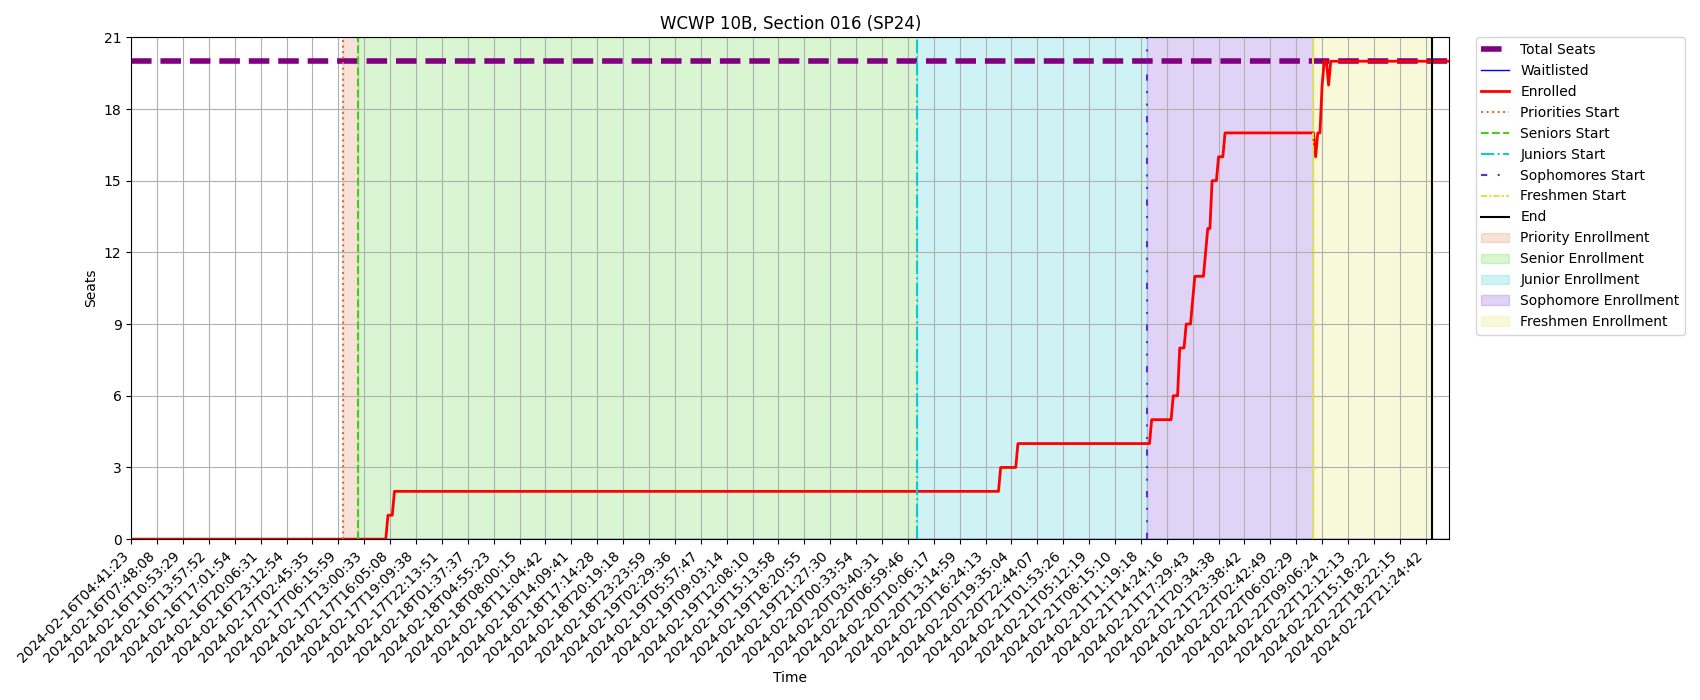 WCWP 10B, Section 016 (SP24)
Seats
21
18
15
12
9
6
3
0
2024-02-16T04:41:23
2024-02-16T07:48:08
2024-02-16T10:53:29
2024-02-16T13:57:52
2024-02-16T17:01:54
2024-02-16T20:06:31
2024-02-16T23:12:54
2024-02-17T02:45:35
2024-02-17T06:15:59
2024-02-17T13:00:33
2024-02-17T16:05:08
2024-02-17T19:09:38
2024-02-17T22:13:51
2024-02-18T01:37:37
2024-02-18T04:55:23
2024-02-18T08:00:15
2024-02-18T11:04:42
2024-02-18T14:09:41
2024-02-18T17:14:28
2024-02-18T20:19:18
2024-02-18T23:23:59
2024-02-19T02:29:36
2024-02-19T05:57:47
2024-02-19T09:03:14
2024-02-19T12:08:10
2024-02-19T15:13:58
2024-02-19T18:20:55
2024-02-19T21:27:30
2024-02-20T00:33:54
2024-02-20T03:40:31
2024-02-20T06:59:46
2024-02-20T10:06:17
2024-02-20T13:14:59
2024-02-20T16:24:13
2024-02-20T19:35:04
2024-02-20T22:44:07
2024-02-21T01:53:26
2024-02-21T05:12:19
2024-02-21T08:15:10
2024-02-21T11:19:18
2024-02-21T14:24:16
2024-02-21T17:29:43
2024-02-21T20:34:38
2024-02-21T23:38:42
2024-02-22T02:42:49
2024-02-22T06:02:29
2024-02-22T09:06:24
2024-02-22T12:12:13
2024-02-22T15:18:22
2024-02-22T18:22:15
2024-02-22T21:24:42
Time
Total Seats
Waitlisted
Enrolled
Priorities Start
Seniors Start
Juniors Start
Sophomores Start
Freshmen Start
End
Priority Enrollment
Senior Enrollment
Junior Enrollment
Sophomore Enrollment
Freshmen Enrollment